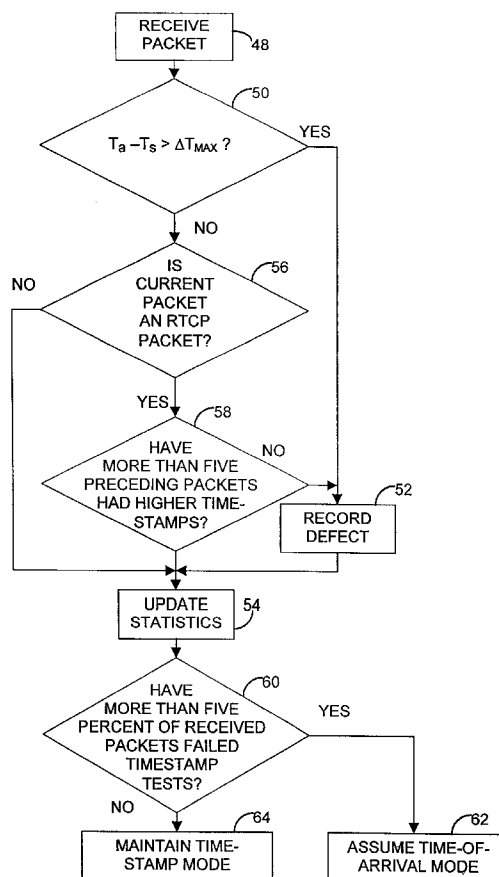 RECEIVE
PACKET
48
50
Ta –Ts > ΔTMAX ?
YES
NO
NO
IS
CURRENT
PACKET
AN RTCP
PACKET?
56
YES
58
HAVE
MORE THAN FIVE
PRECEDING PACKETS
HAD HIGHER TIME-
STAMPS?
NO
52
RECORD
DEFECT
UPDATE
STATISTICS
54
60
HAVE
MORE THAN FIVE
PERCENT OF RECEIVED
PACKETS FAILED
TIMESTAMP
TESTS?
YES
NO
64
MAINTAIN TIME-
STAMP MODE
62
ASSUME TIME-OF-
ARRIVAL MODE